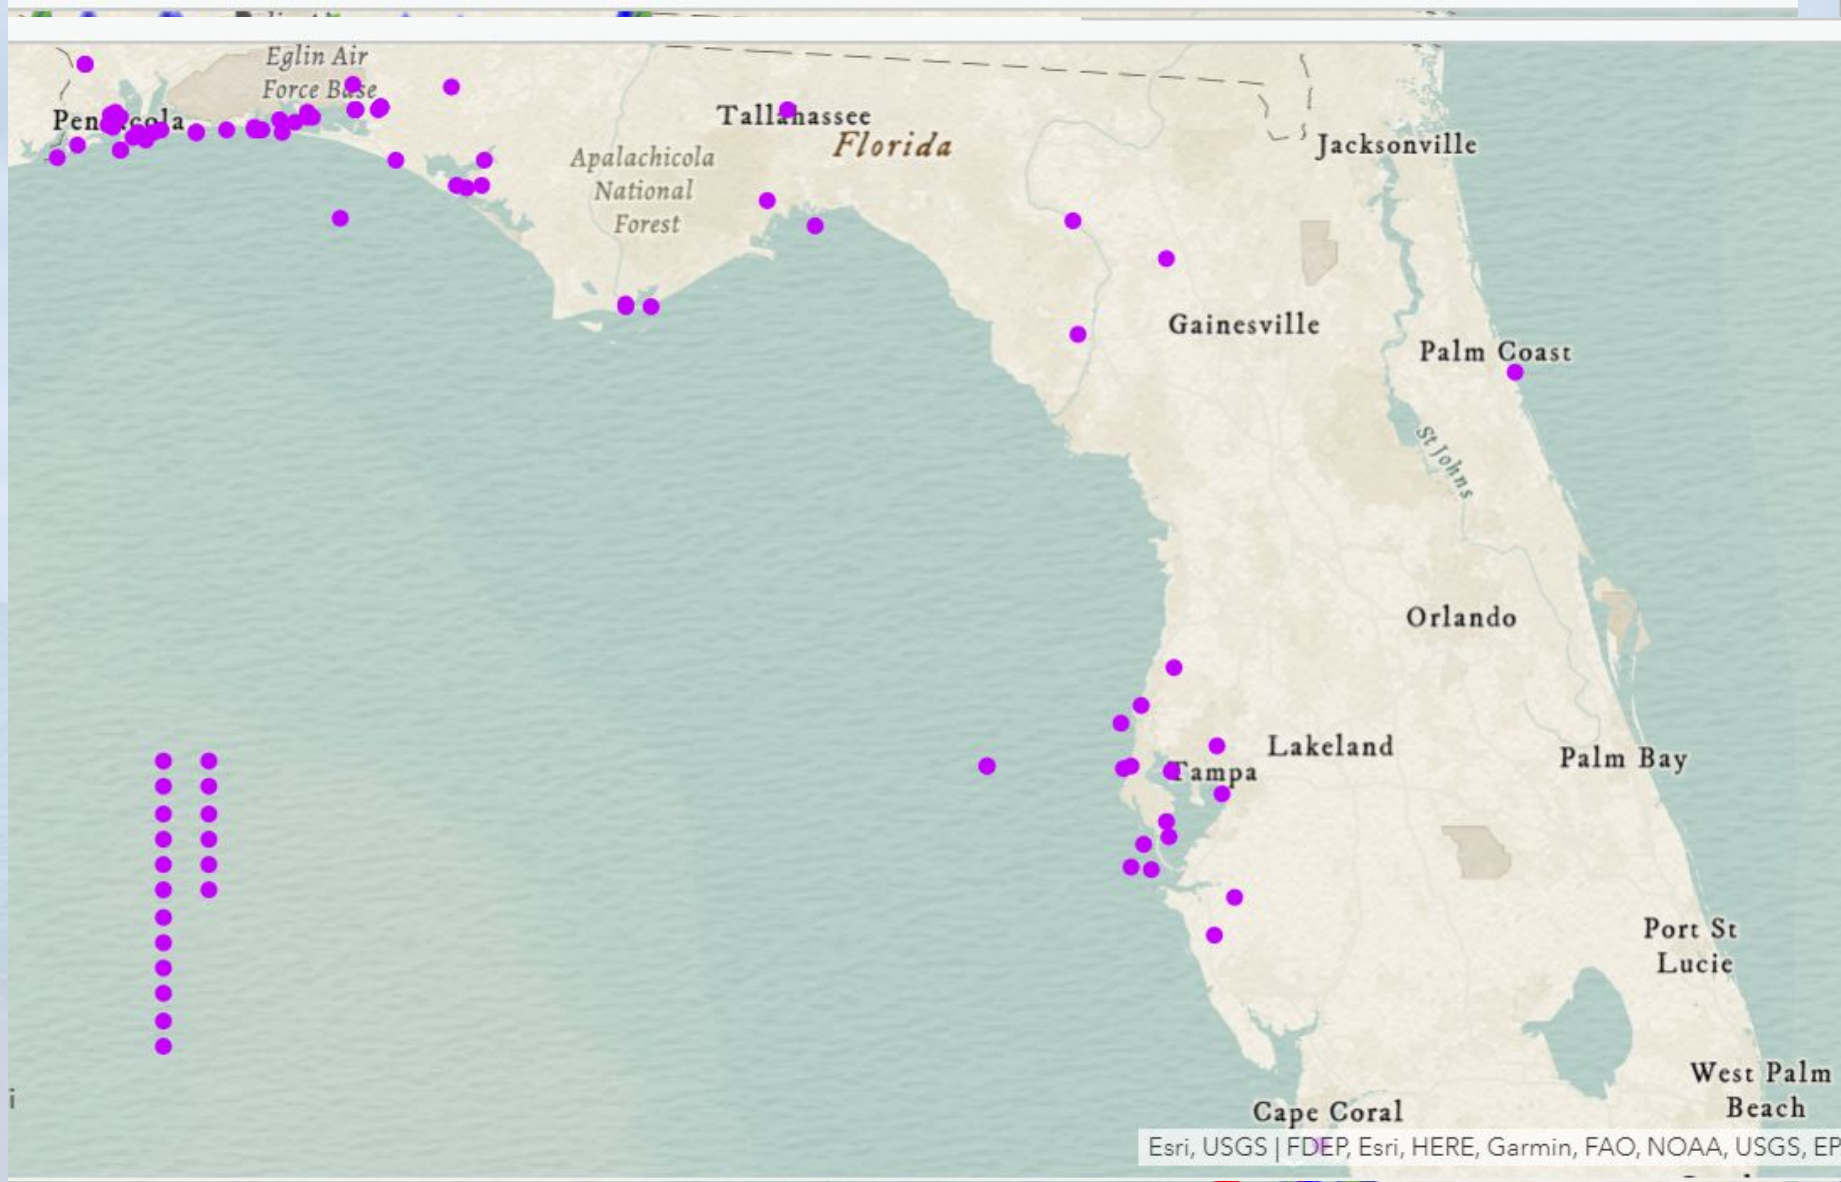 Eglin Air
Force Base
Pensacola
Tallahassee
Florida
Jacksonville
Apalachicola
National
Forest
Gainesville
Palm Coast
St Johns
Orlando
Lakeland
Palm Bay
Tampa
Port St
Lucie
West Palm
Beach
Cape Coral
Esri, USGS | FDEP, Esri, HERE, Garmin, FAO, NOAA, USGS, EP